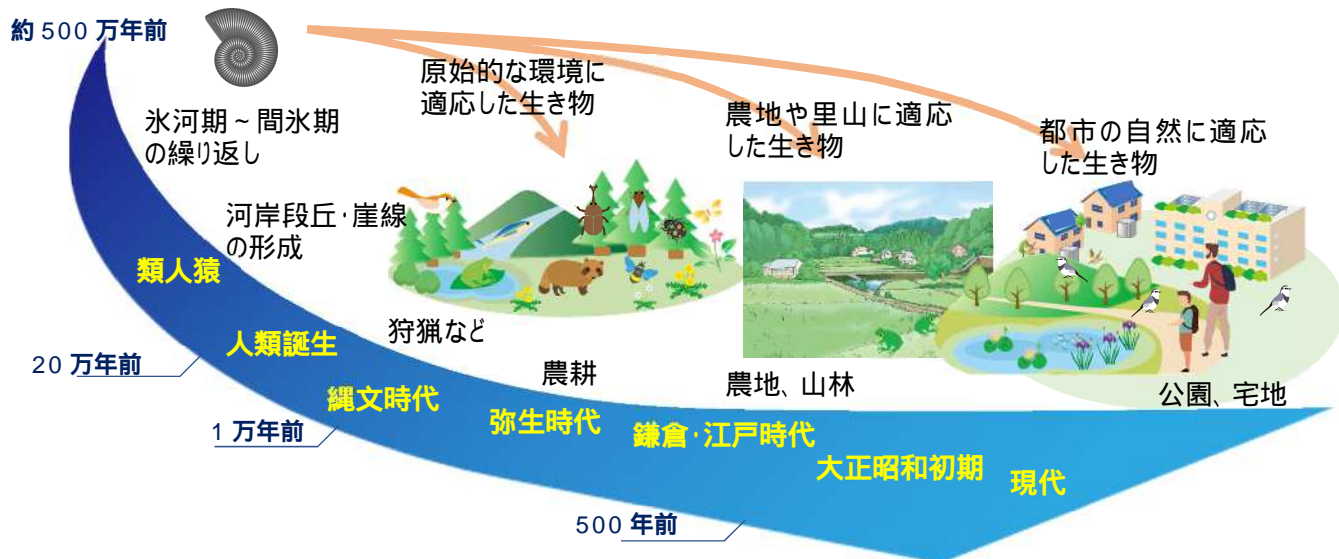 約500万年前
氷河期～間氷期
の繰り返し
河岸段丘・崖線
の形成
原始的な環境に
適応した生き物
農地や里山に適応
した生き物
都市の自然に適応
した生き物
類人猿
人類誕生
20万年前
狩猟など
縄文時代
1万年前
農耕
弥生時代
農地、山林
鎌倉・江戸時代
500年前
大正昭和初期
公園、宅地
現代